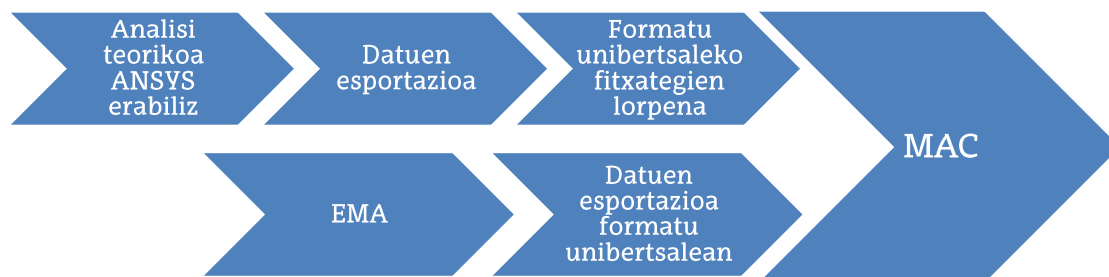 Analisi
teorikoa
ANSYS
erabiliz
Datuen
esportazioa
Formatu
unibertsaleko
fitxategien
lorpena
MAC
EMA
Datuen
esportazioa
formatu
unibertsalean